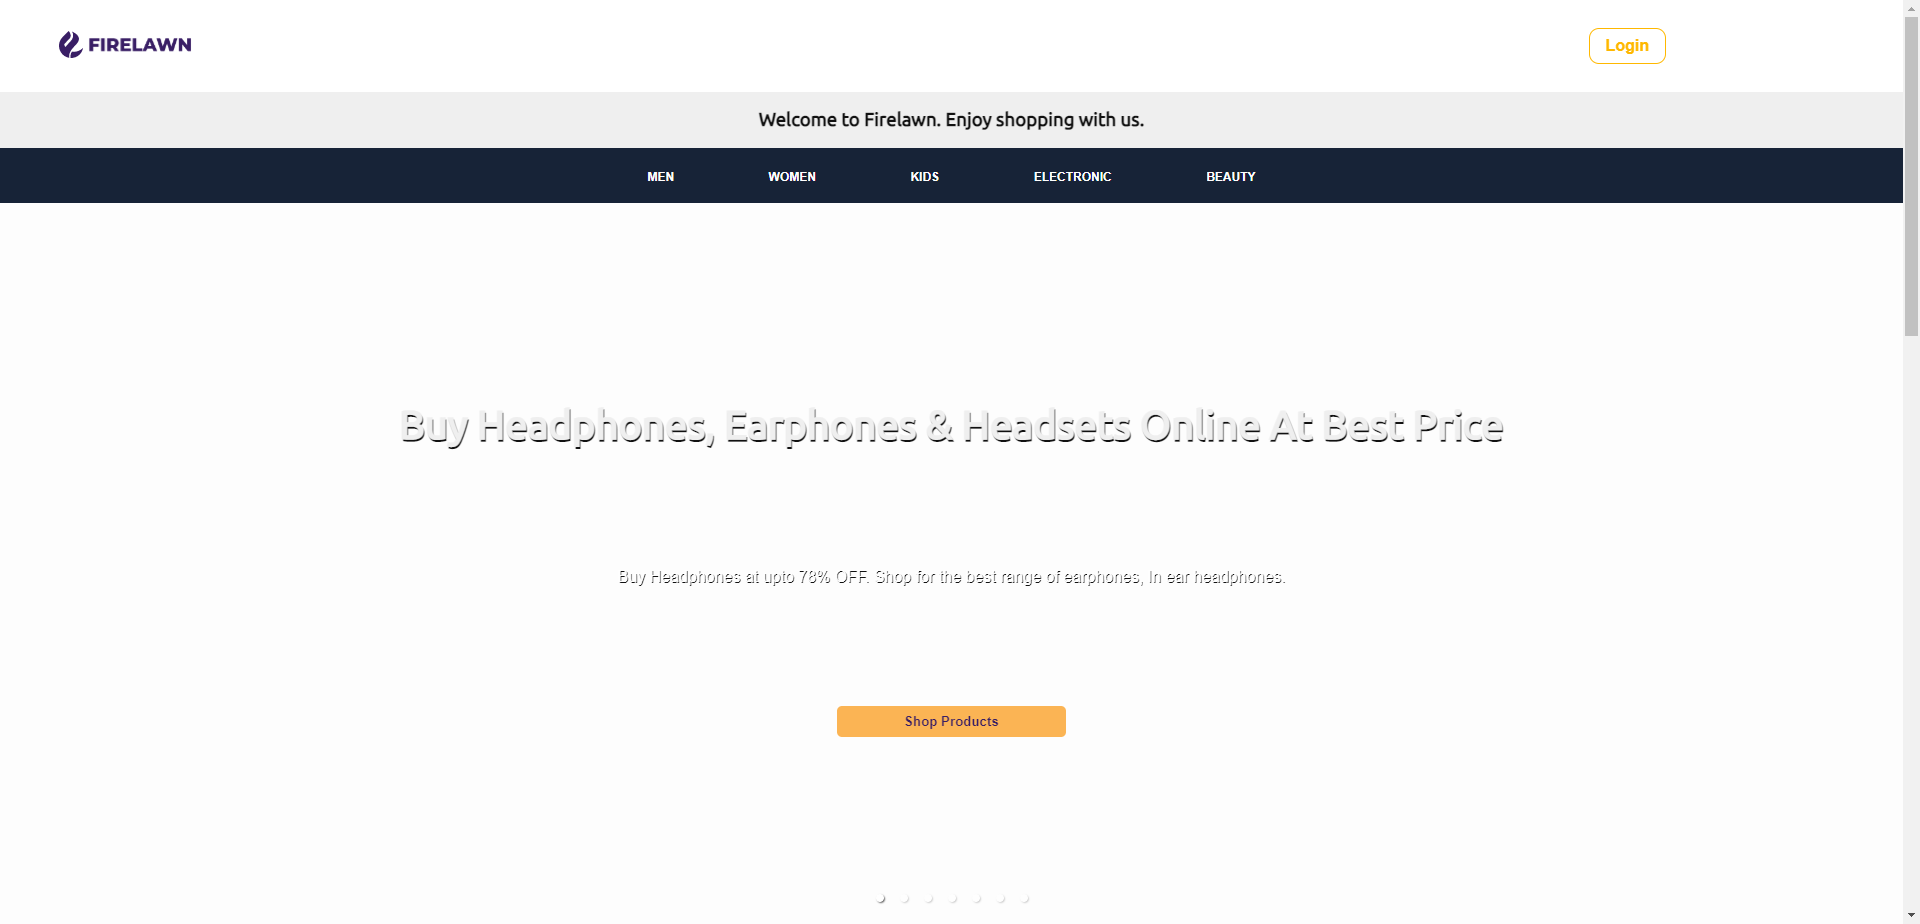 FIRELAWN
Login
Welcome to Firelawn. Enjoy shopping with us.
MEN
WOMEN
KIDS
ELECTRONIC
BEAUTY
Buy Headphones, Earphones & Headsets Online At Best Price
Buy Headphones at upto 78% OFF. Shop for the best range of earphones, In ear headphones.
Shop Products